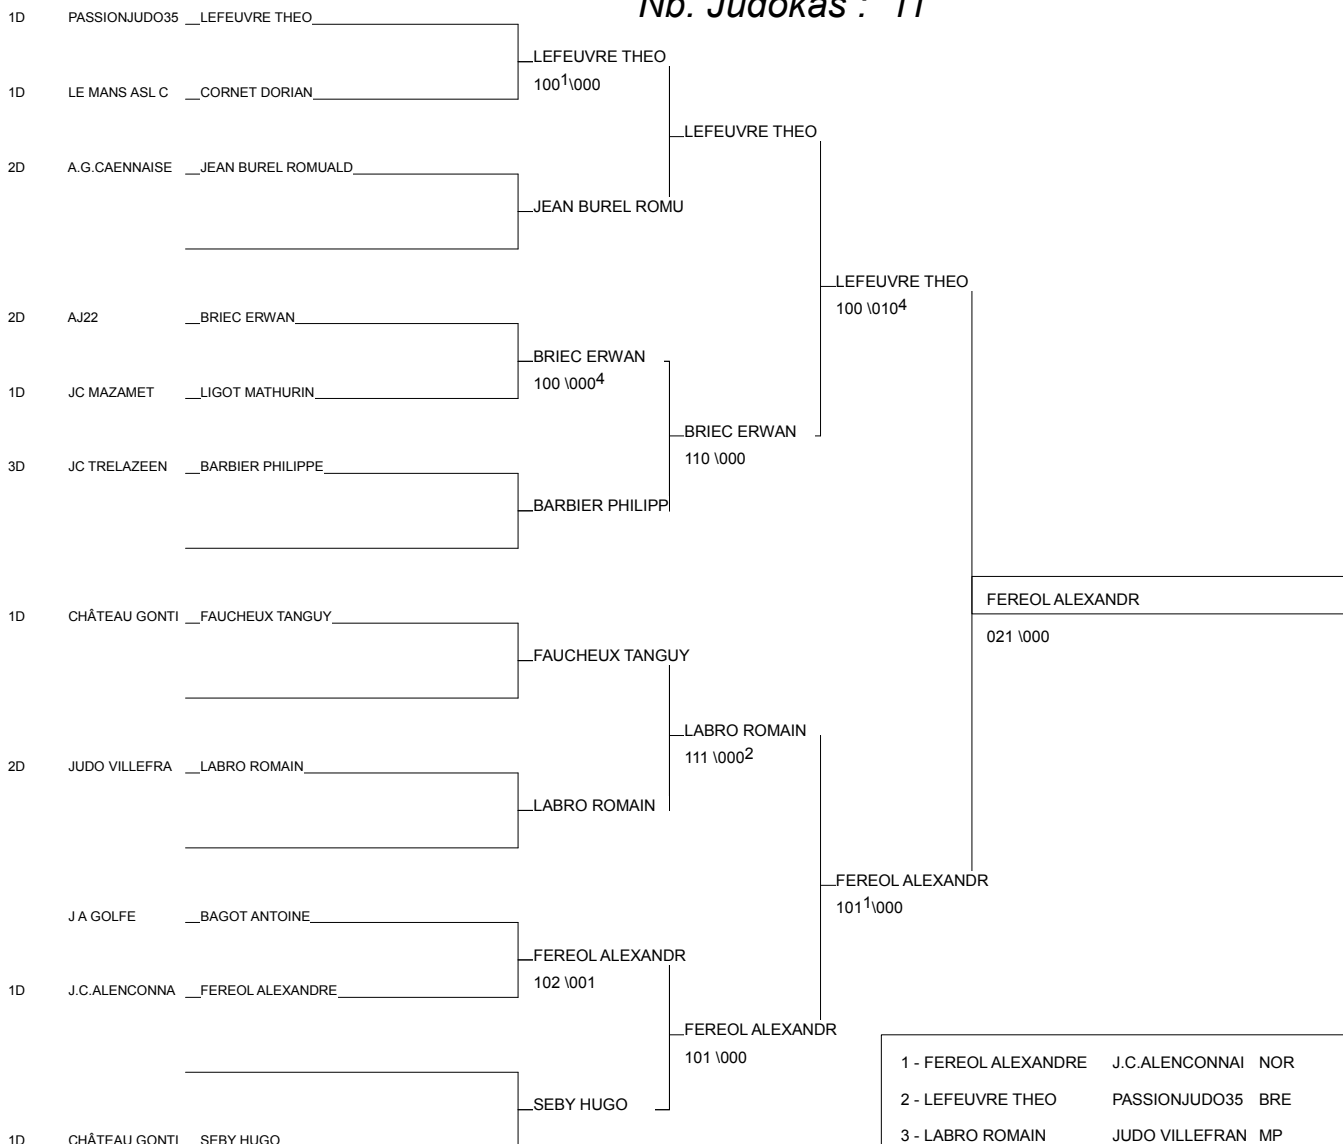 Nb. Judokas : 11
1D PASSIONJUDO35 LEFEUVRE THEO
LEFEUVRE THEO
100¹\000
1D LE MANS ASL C CORNET DORIAN
LEFEUVRE THEO
2D A.G.CAENNAISE JEAN BUREL ROMUALD
JEAN BUREL ROMU
LEFEUVRE THEO
100 \010⁴
2D AJ22 BRIEC ERWAN
BRIEC ERWAN
100 \000⁴
1D JC MAZAMET LIGOT MATHURIN
BRIEC ERWAN
110 \000
3D JC TRELAZEEN BARBIER PHILIPPE
BARBIER PHILIPP
FEREOL ALEXANDR
021 \000
1D CHÂTEAU GONTI FAUCHEUX TANGUY
FAUCHEUX TANGUY
LABRO ROMAIN
111 \000²
2D JUDO VILLEFRA LABRO ROMAIN
LABRO ROMAIN
FEREOL ALEXANDR
101¹\000
J A GOLFE BAGOT ANTOINE
FEREOL ALEXANDR
102 \001
1D J.C.ALENCONNA FEREOL ALEXANDRE
FEREOL ALEXANDR
101 \000
SEBY HUGO
1D CHÂTEAU GONTI SEBY HUGO
1 - FEREOL ALEXANDRE J.C.ALENCONNAI NOR
2 - LEFEUVRE THEO PASSIONJUDO35 BRE
3 - LABRO ROMAIN JUDO VILLEFRAN MP